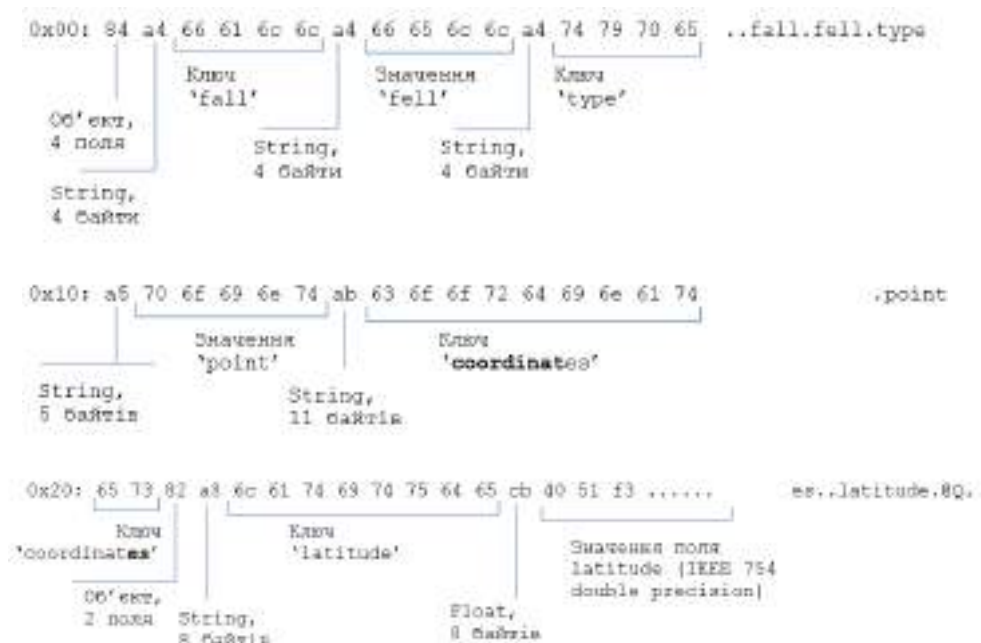 0x00: 84 a4 66 61 6c 6c a4 66 65 6c 6c a4 74 79 70 65 ..fall.fell.type
Ключ Значення Ключ
'fall' 'fell' 'type'
Об'єкт,
4 поля
String, String,
4 байти 4 байти
String,
4 байти
0x10: a5 70 6f 69 6e 74 ab 63 6f 6f 72 64 69 6e 61 74 .point
Значення Ключ
'point' 'coordinates'
String, String,
5 байтів 11 байтів
0x20: 65 73 82 a8 6c 61 74 69 74 75 64 65 cb 40 51 f3 ...... es..latitude.@Q.
Ключ Ключ Значення поля
'coordinates' 'latitude' latitude (IEEE 754
double precision)
Об'єкт,
2 поля
String, Float,
8 байтів 8 байтів